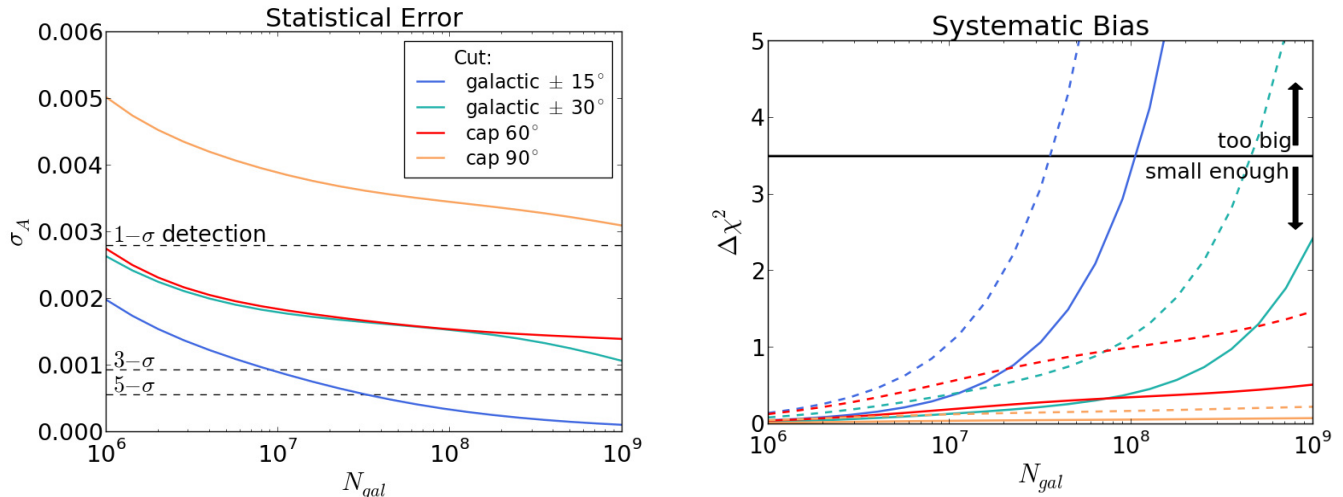 Statistical Error
0.006
0.005
0.004
0.003
0.002
0.001
0.000
σ_A
Cut:
galactic ± 15°
galactic ± 30°
cap 60°
cap 90°
1−σ detection
3−σ
5−σ
10^6 10^7 10^8 10^9
N_gal
Systematic Bias
5
4
3
2
1
0
Δχ^2
too big
small enough
10^6 10^7 10^8 10^9
N_gal